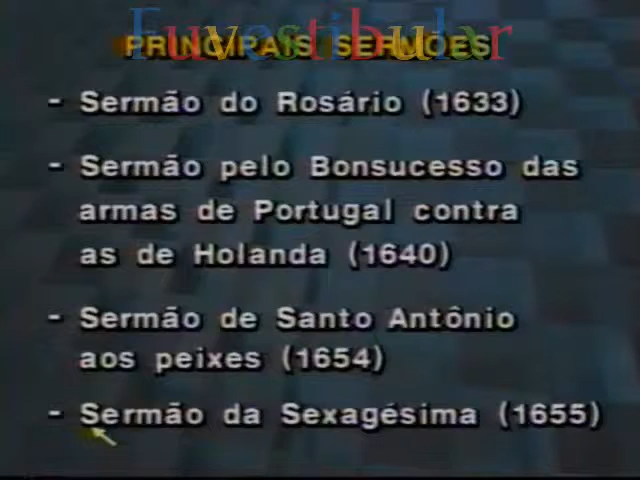 Fuvestibular
PRINCIPAIS SERMÕES
- Sermão do Rosário (1633)
- Sermão pelo Bonsucesso das
armas de Portugal contra
as de Holanda (1640)
- Sermão de Santo Antônio
aos peixes (1654)
- Sermão da Sexagésima (1655)